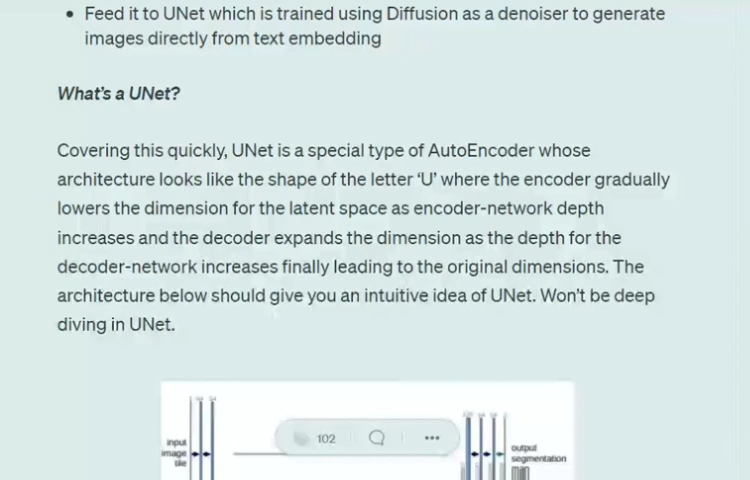 Feed it to UNet which is trained using Diffusion as a denoiser to generate
images directly from text embedding
What's a UNet?
Covering this quickly, UNet is a special type of AutoEncoder whose
architecture looks like the shape of the letter ‘U’ where the encoder gradually
lowers the dimension for the latent space as encoder-network depth
increases and the decoder expands the dimension as the depth for the
decoder-network increases finally leading to the original dimensions. The
architecture below should give you an intuitive idea of UNet. Won't be deep
diving in UNet.
102
input
image
tile
output
segmentation